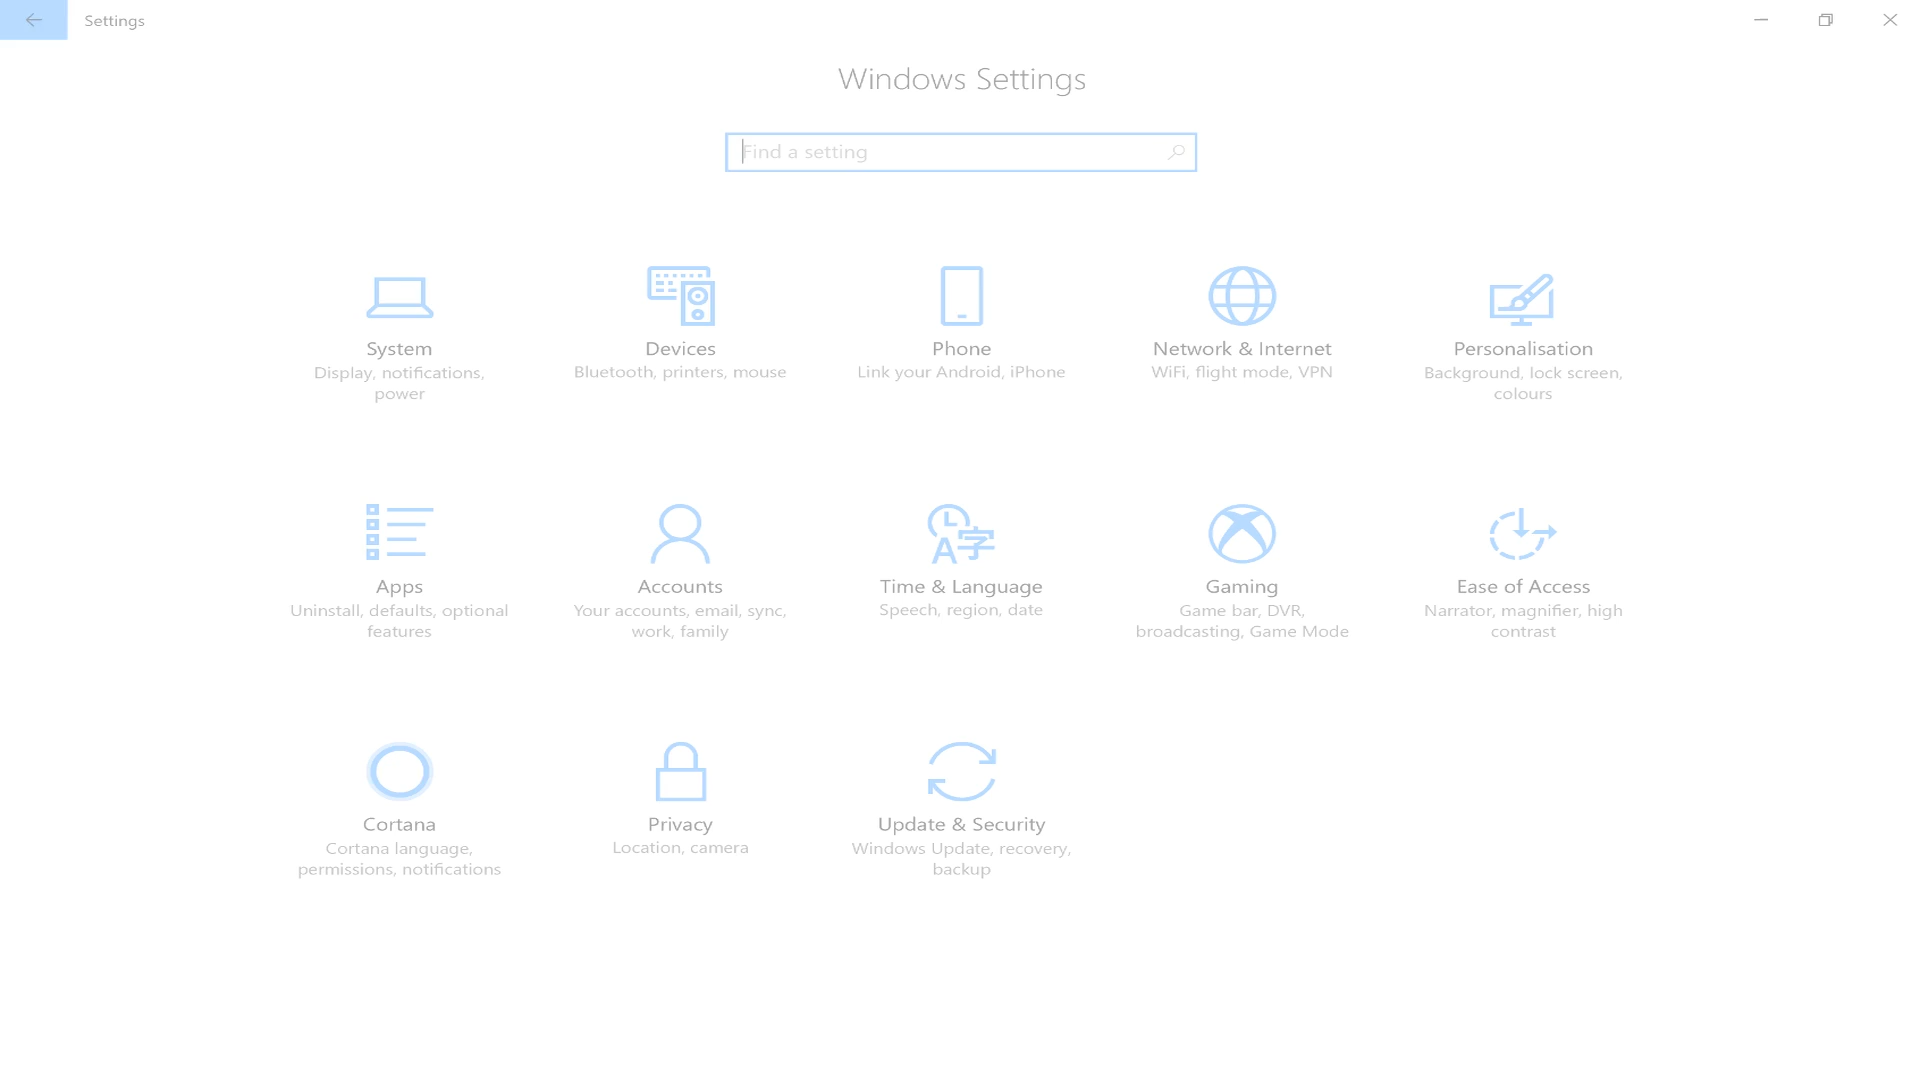 Settings
Windows Settings
Find a setting
System
Display, notifications,
power
Devices
Bluetooth, printers, mouse
Phone
Link your Android, iPhone
Network & Internet
WiFi, flight mode, VPN
Personalisation
Background, lock screen,
colours
Apps
Uninstall, defaults, optional
features
Accounts
Your accounts, email, sync,
work, family
Time & Language
Speech, region, date
Gaming
Game bar, DVR,
broadcasting, Game Mode
Ease of Access
Narrator, magnifier, high
contrast
Cortana
Cortana language,
permissions, notifications
Privacy
Location, camera
Update & Security
Windows Update, recovery,
backup